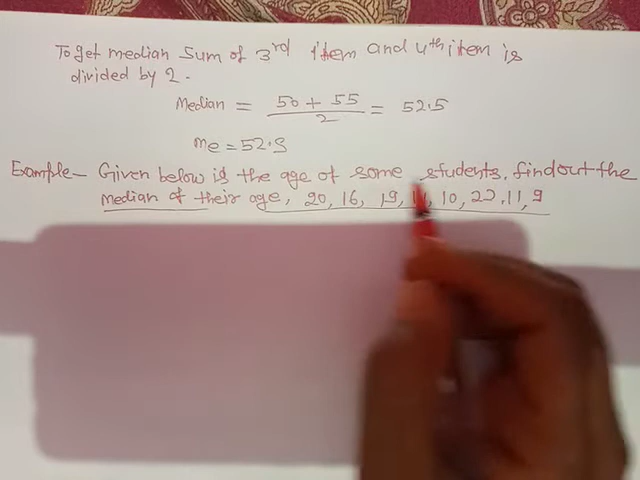 To get median Sum of 3rd item and 4th item is
divided by 2.
Median = 50 + 55 / 2 = 52.5
me = 52.5
Example- Given below is the age of some students, find out the
median of their age, 20, 16, 19, 10, 22, 11, 9